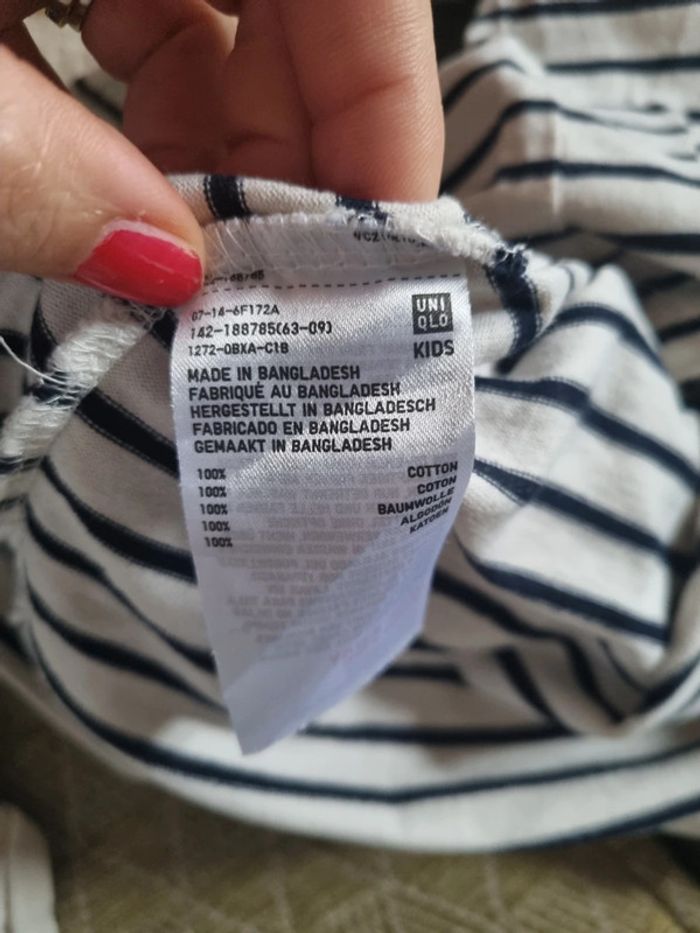 07-14-6F172A
142-188785(63-09)
1272-0BXA-C1B
UNI
QLO
KIDS
MADE IN BANGLADESH
FABRIQUÉ AU BANGLADESH
HERGESTELLT IN BANGLADESCH
FABRICADO EN BANGLADESH
GEMAAKT IN BANGLADESH
100% COTTON
100% COTON
100% BAUMWOLLE
100% ALGODÓN
100% KATOEN